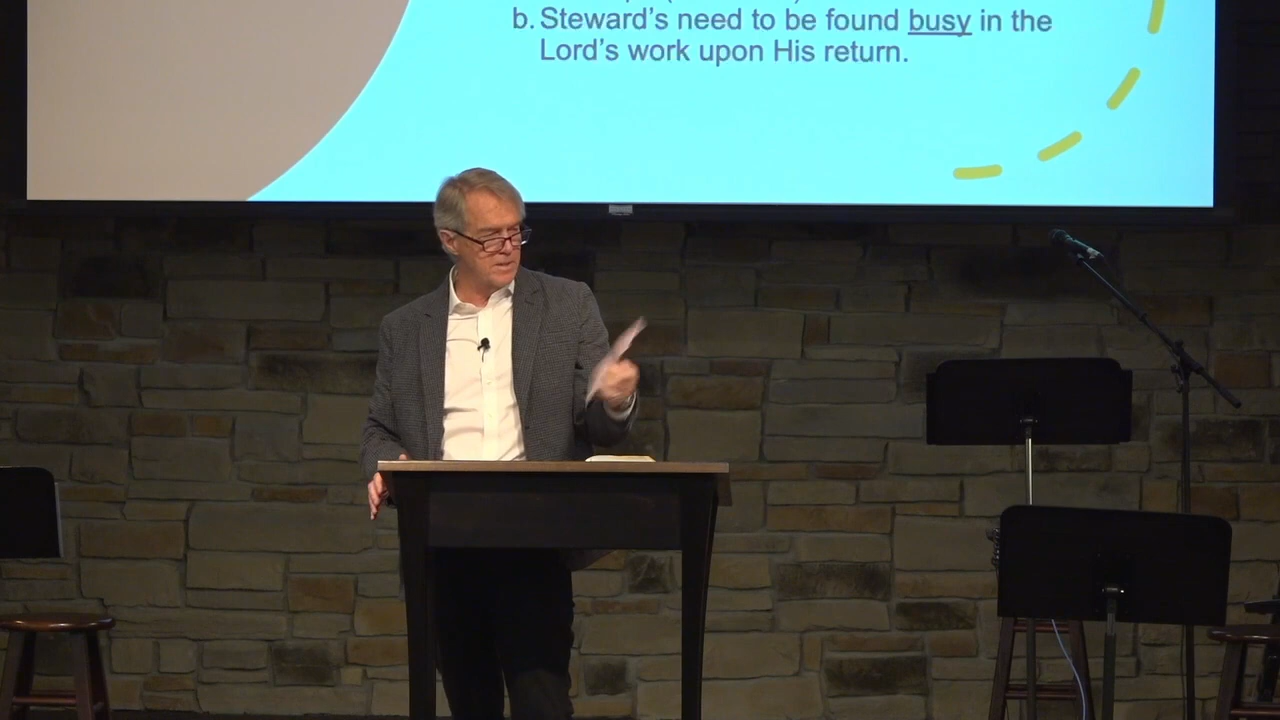 b. Steward's need to be found busy in the
Lord's work upon His return.